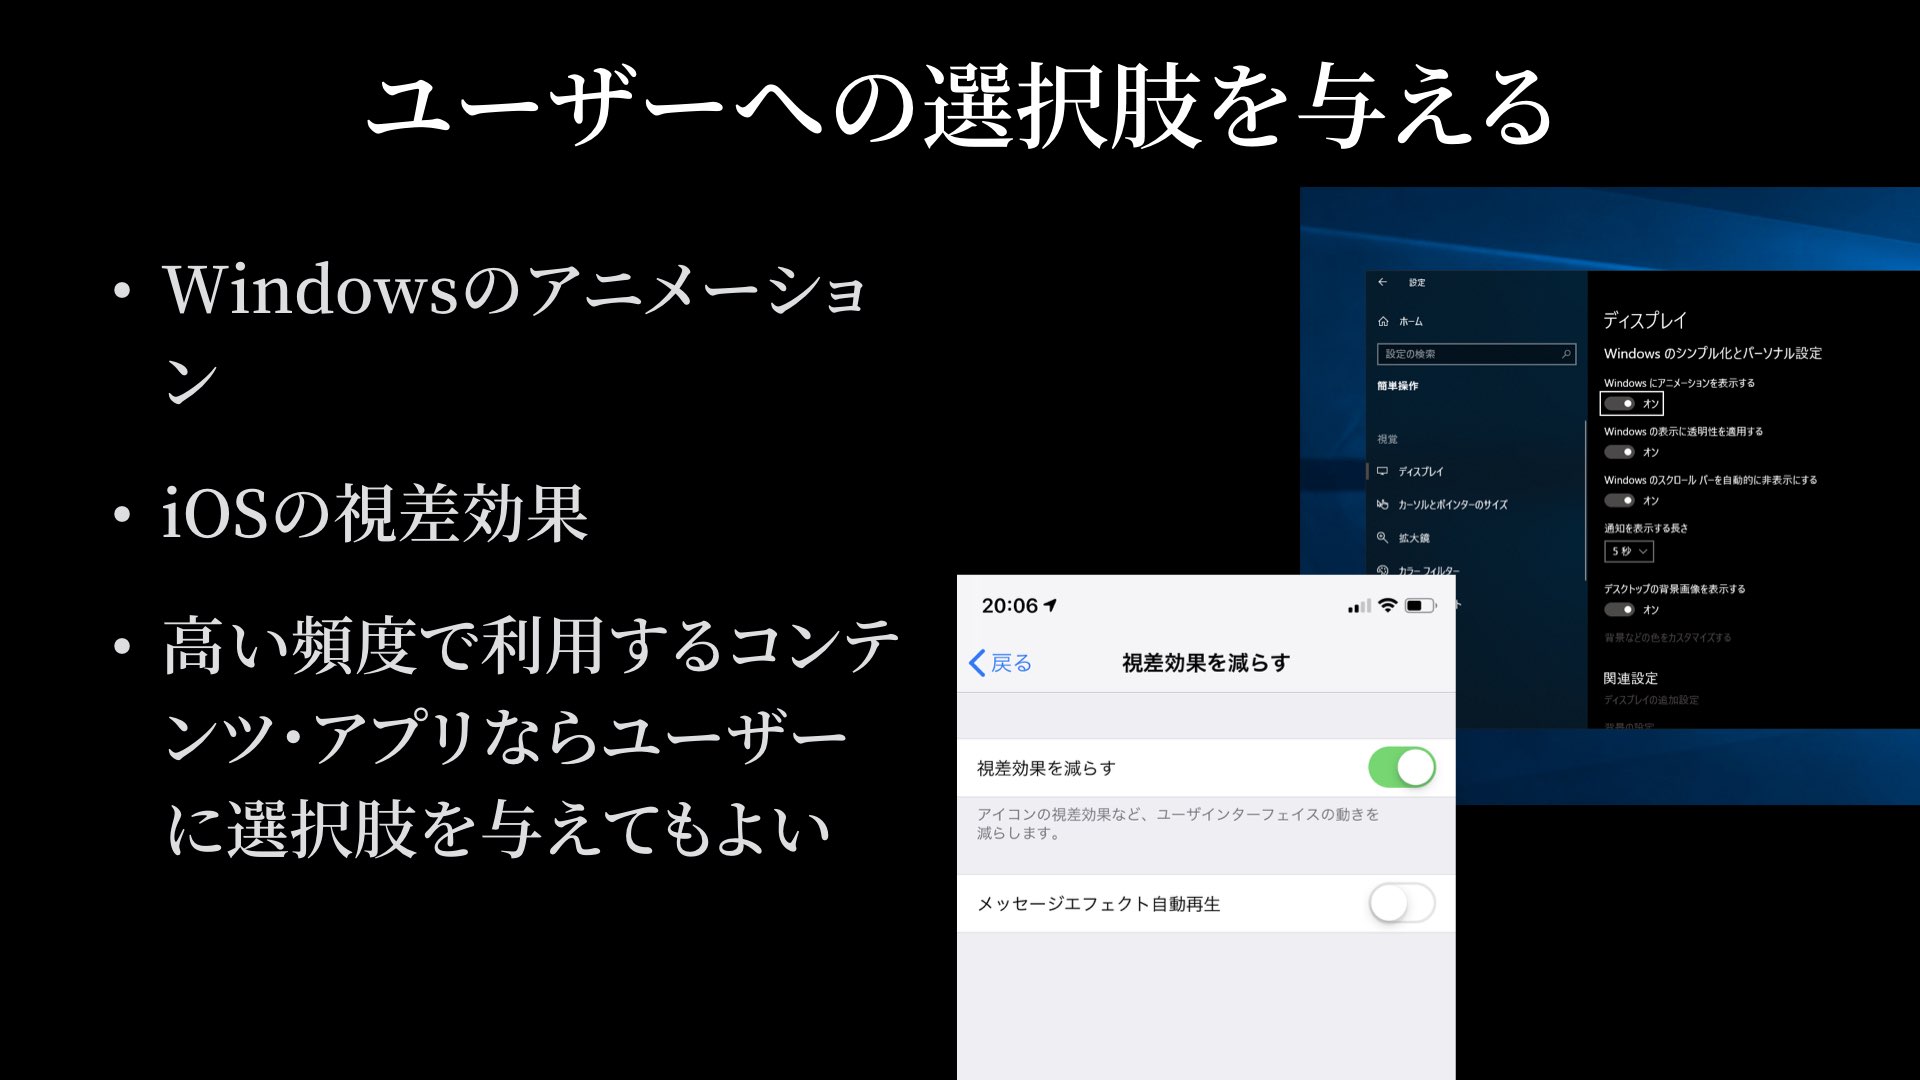 ユーザーへの選択肢を与える
• Windowsのアニメーショ
ン
• iOSの視差効果
• 高い頻度で利用するコンテ
ンツ・アプリならユーザー
に選択肢を与えてもよい
設定
ホーム
設定の検索
簡単操作
視覚
ディスプレイ
カーソルとポインターのサイズ
拡大鏡
カラー フィルター
ト
ディスプレイ
Windows のシンプル化とパーソナル設定
Windows にアニメーションを表示する
オン
Windows の表示に透明性を適用する
オン
Windows のスクロール バーを自動的に非表示にする
オン
通知を表示する長さ
5 秒
デスクトップの背景画像を表示する
オン
背景などの色をカスタマイズする
関連設定
ディスプレイの追加設定
背景の設定
20:06
戻る
視差効果を減らす
視差効果を減らす
アイコンの視差効果など、ユーザインターフェイスの動きを
減らします。
メッセージエフェクト自動再生